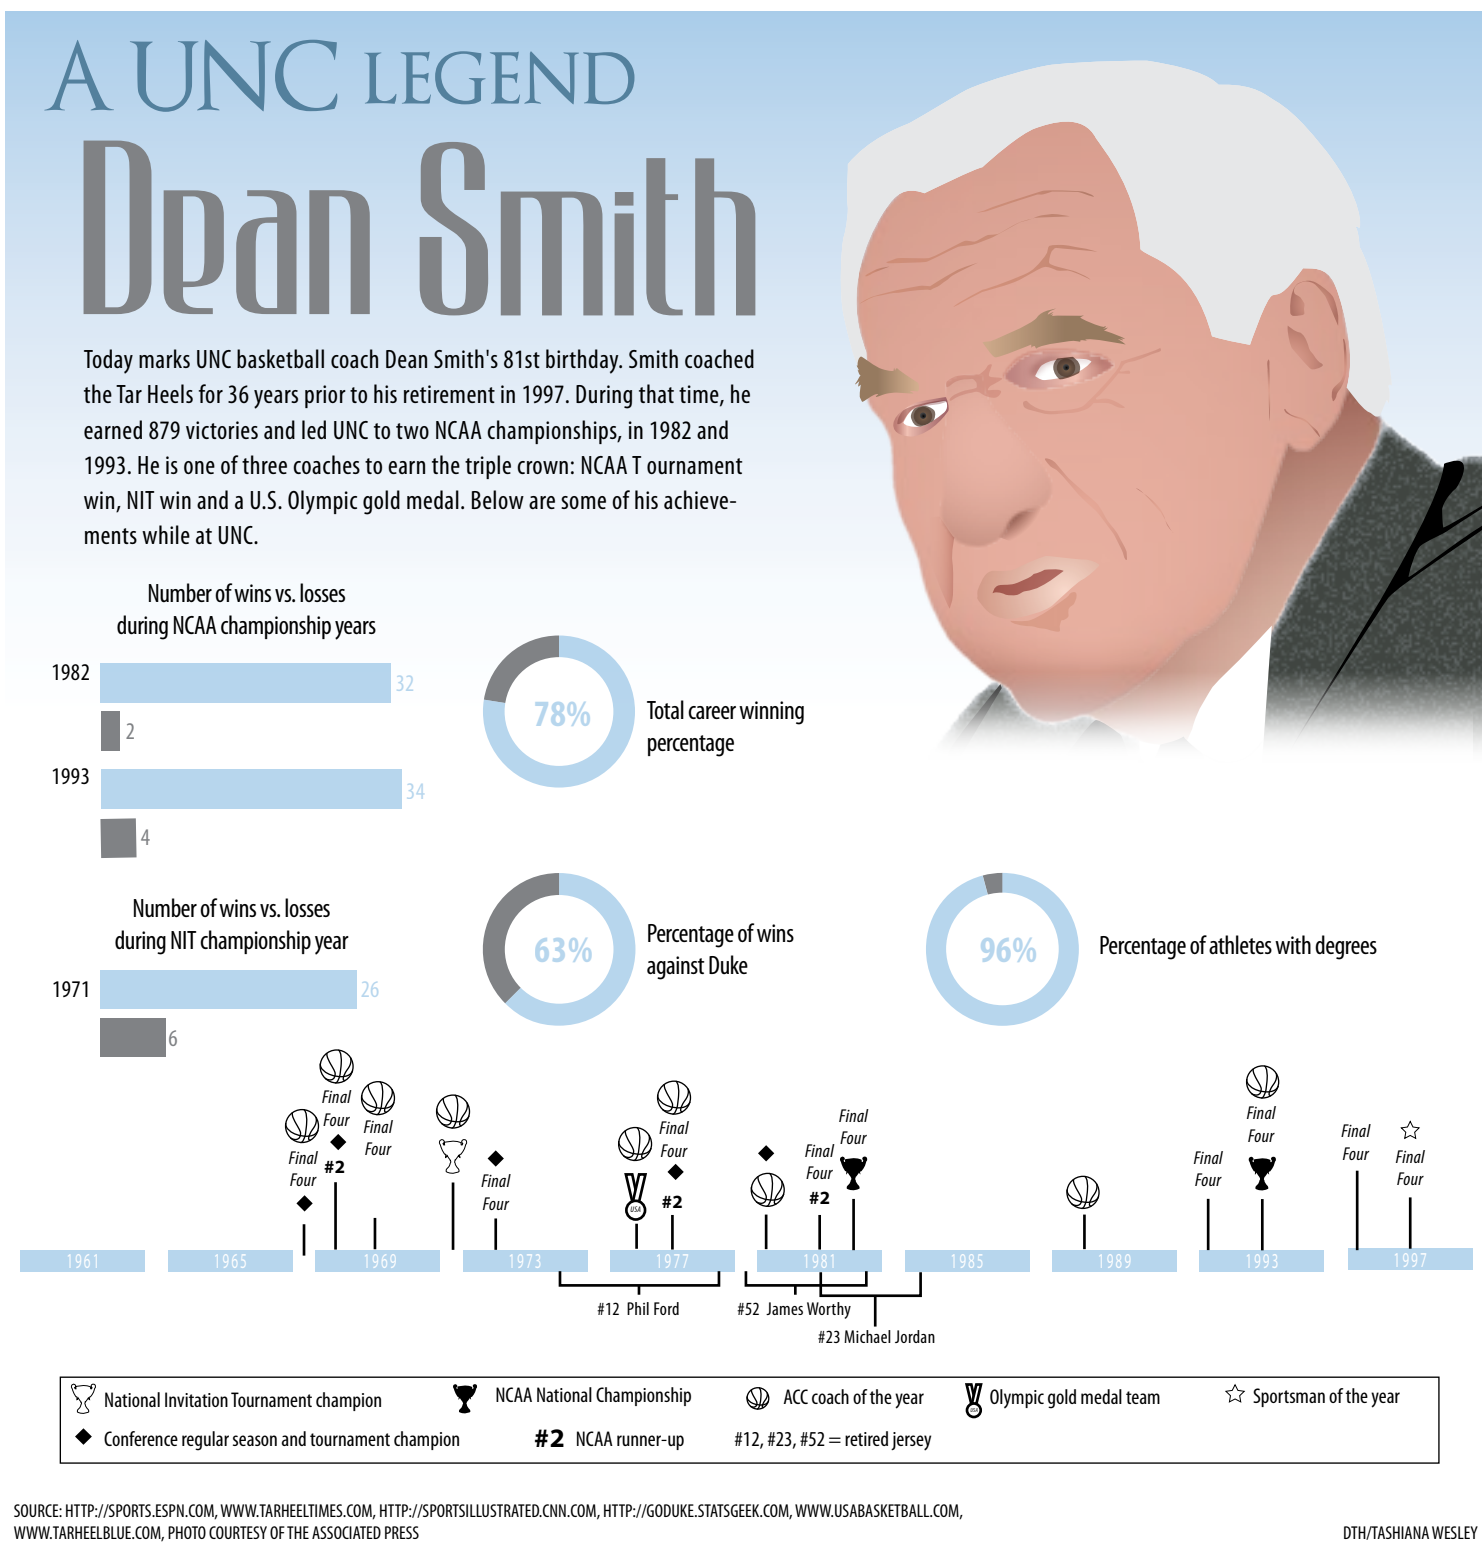 A UNC LEGEND
Dean Smith
Today marks UNC basketball coach Dean Smith's 81st birthday. Smith coached
the Tar Heels for 36 years prior to his retirement in 1997. During that time, he
earned 879 victories and led UNC to two NCAA championships, in 1982 and
1993. He is one of three coaches to earn the triple crown: NCAA T ournament
win, NIT win and a U.S. Olympic gold medal. Below are some of his achieve-
ments while at UNC.
Number of wins vs. losses
during NCAA championship years
1982
32
2
1993
34
4
78%
Total career winning
percentage
Number of wins vs. losses
during NIT championship year
1971
26
6
63%
Percentage of wins
against Duke
96%
Percentage of athletes with degrees
Final
Four
Final
Four
#2
Final
Four
Final
Four
USA
Final
Four
#2
Final
Four
#2
Final
Four
Final
Four
Final
Four
Final
Four
Final
Four
1961
1965
1969
1973
1977
1981
1985
1989
1993
1997
#12 Phil Ford
#52 James Worthy
#23 Michael Jordan
National Invitation Tournament champion
NCAA National Championship
ACC coach of the year
USA
Olympic gold medal team
Sportsman of the year
Conference regular season and tournament champion
#2 NCAA runner-up
#12, #23, #52 = retired jersey
SOURCE: HTTP://SPORTS.ESPN.COM, WWW.TARHEELTIMES.COM, HTTP://SPORTSILLUSTRATED.CNN.COM, HTTP://GODUKE.STATSGEEK.COM, WWW.USABASKETBALL.COM,
WWW.TARHEELBLUE.COM, PHOTO COURTESY OF THE ASSOCIATED PRESS
DTH/TASHIANA WESLEY